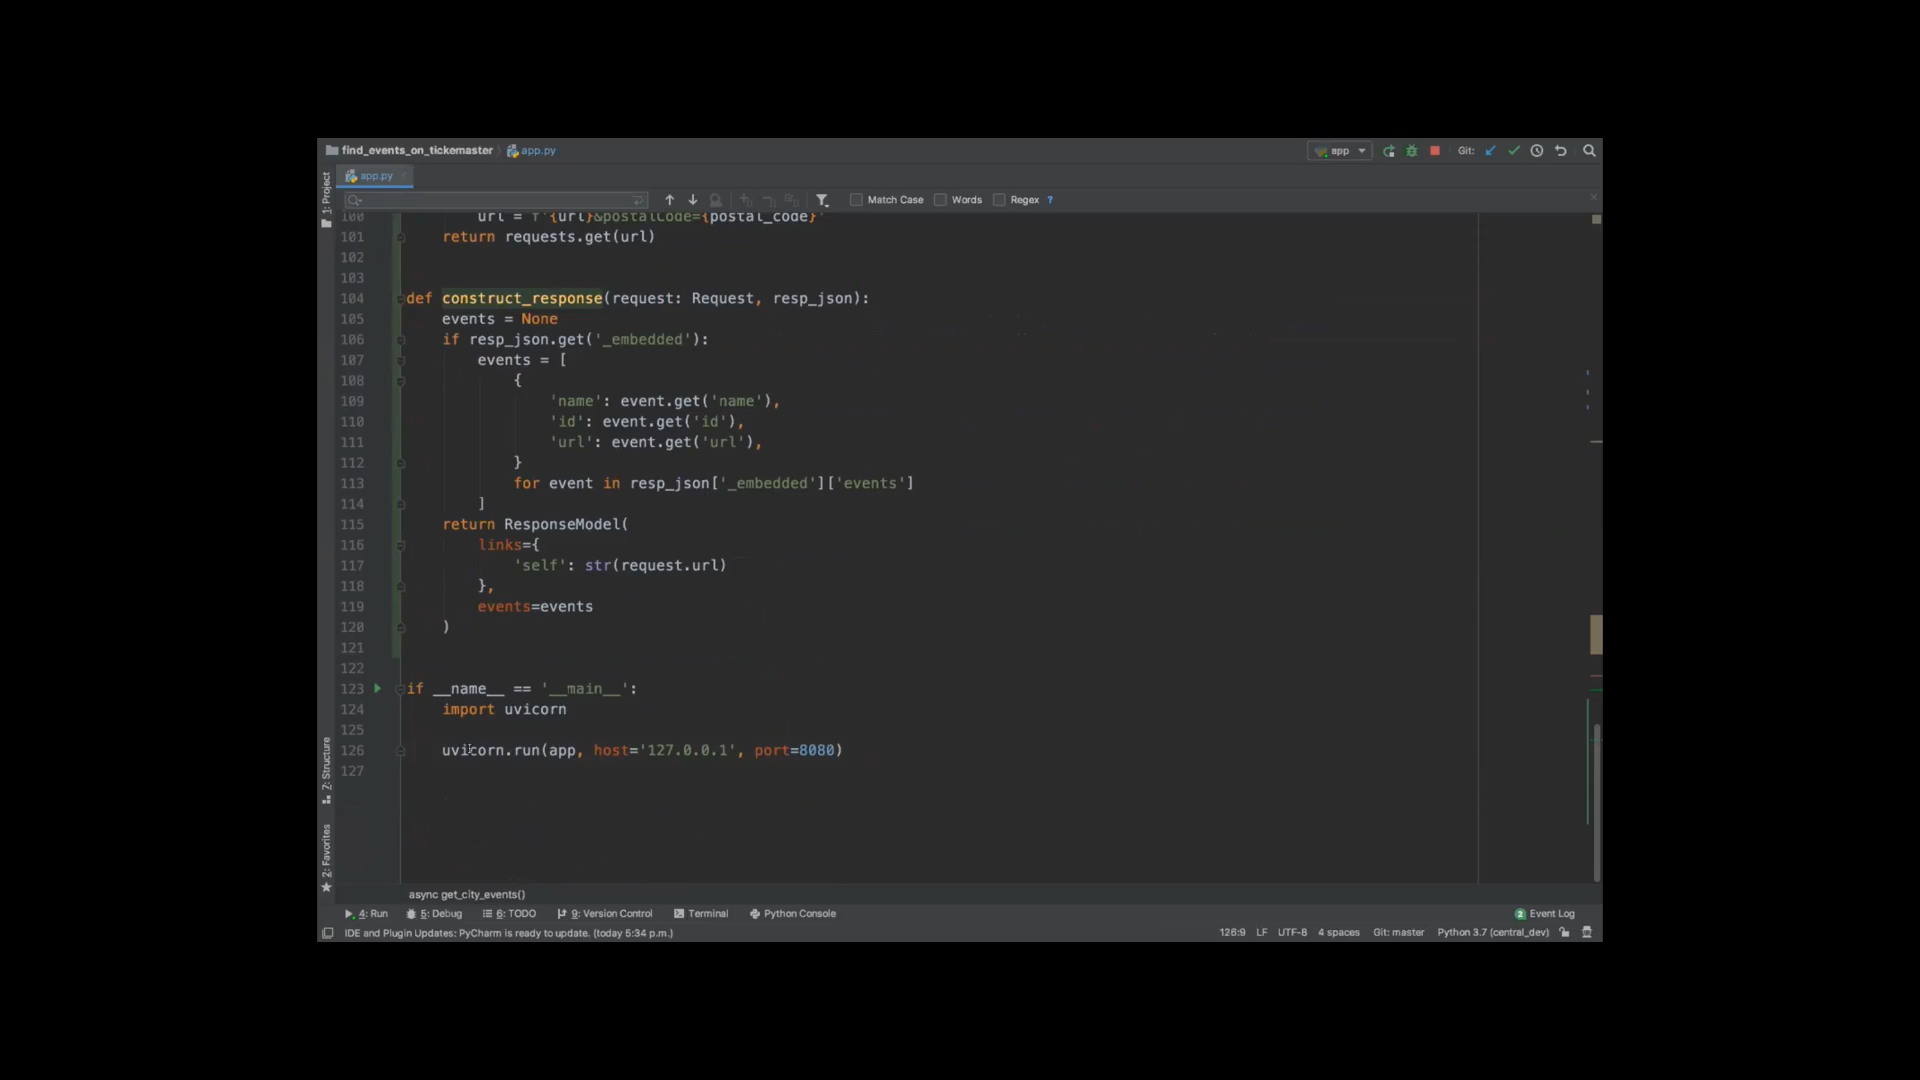 find_events_on_tickemaster app.py
app Git:
app.py
Match Case Words Regex ?
1: Project
100 url = f'{url}&postalCode={postal_code}'
101 return requests.get(url)
102
103
104 def construct_response(request: Request, resp_json):
105 events = None
106 if resp_json.get('_embedded'):
107 events = [
108 {
109 'name': event.get('name'),
110 'id': event.get('id'),
111 'url': event.get('url'),
112 }
113 for event in resp_json['_embedded']['events']
114 ]
115 return ResponseModel(
116 links={
117 'self': str(request.url)
118 },
119 events=events
120 )
121
122
123 if __name__ == '__main__':
124 import uvicorn
125
126 uvicorn.run(app, host='127.0.0.1', port=8080)
127
7: Structure
2: Favorites
async get_city_events()
4: Run 5: Debug 6: TODO 9: Version Control Terminal Python Console 2 Event Log
IDE and Plugin Updates: PyCharm is ready to update. (today 5:34 p.m.) 126:9 LF UTF-8 4 spaces Git: master Python 3.7 (central_dev)